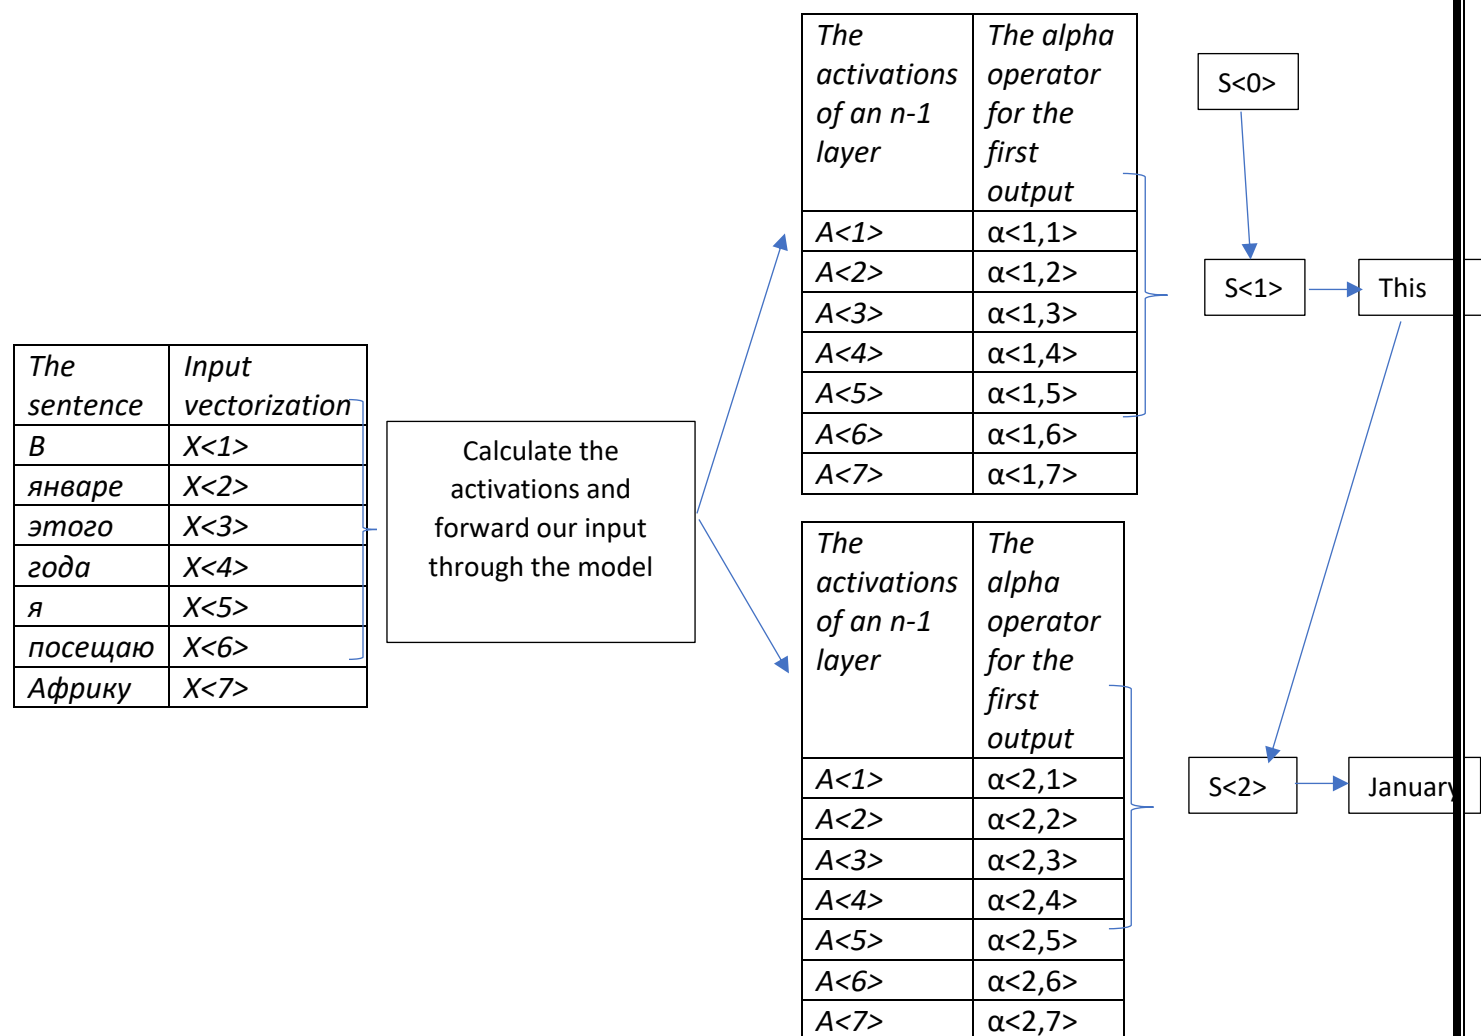 The sentence
Input vectorization
В
X<1>
январе
X<2>
этого
X<3>
года
X<4>
я
X<5>
посещаю
X<6>
Африку
X<7>
Calculate the
activations and
forward our input
through the model
The
activations
of an n-1
layer
The alpha
operator
for the
first
output
A<1>
α<1,1>
A<2>
α<1,2>
A<3>
α<1,3>
A<4>
α<1,4>
A<5>
α<1,5>
A<6>
α<1,6>
A<7>
α<1,7>
S<0>
S<1>
This
The
activations
of an n-1
layer
The
alpha
operator
for the
first
output
A<1>
α<2,1>
A<2>
α<2,2>
A<3>
α<2,3>
A<4>
α<2,4>
A<5>
α<2,5>
A<6>
α<2,6>
A<7>
α<2,7>
S<2>
January